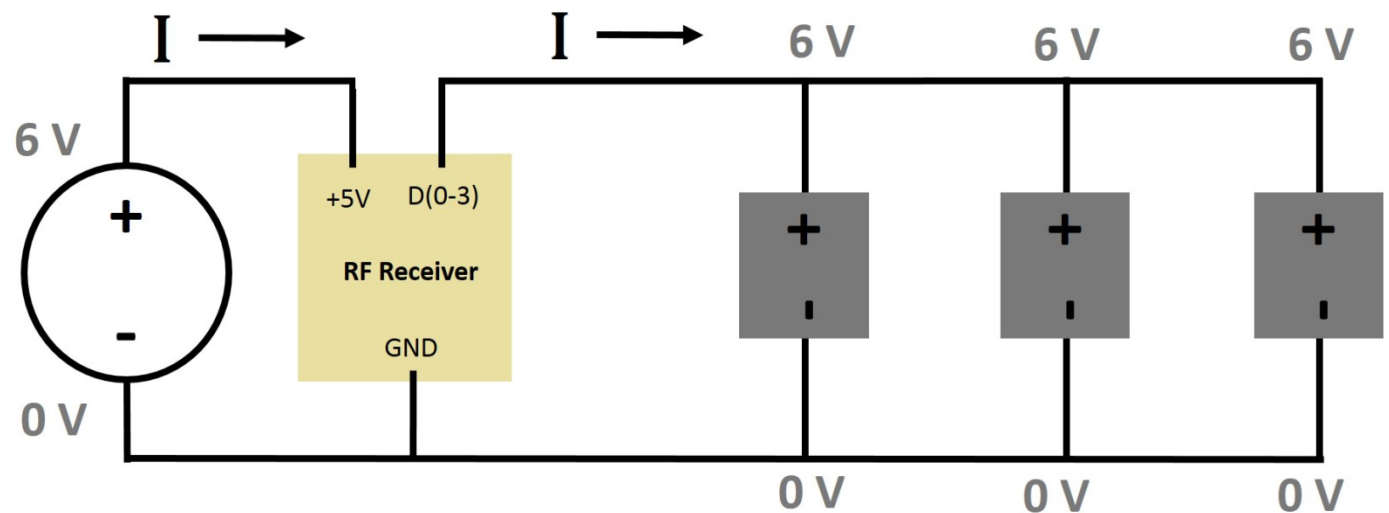 I
I
6 V
6 V
6 V
6 V
+5V
D(0-3)
+
RF Receiver
-
GND
0 V
+
-
+
-
+
-
0 V
0 V
0 V